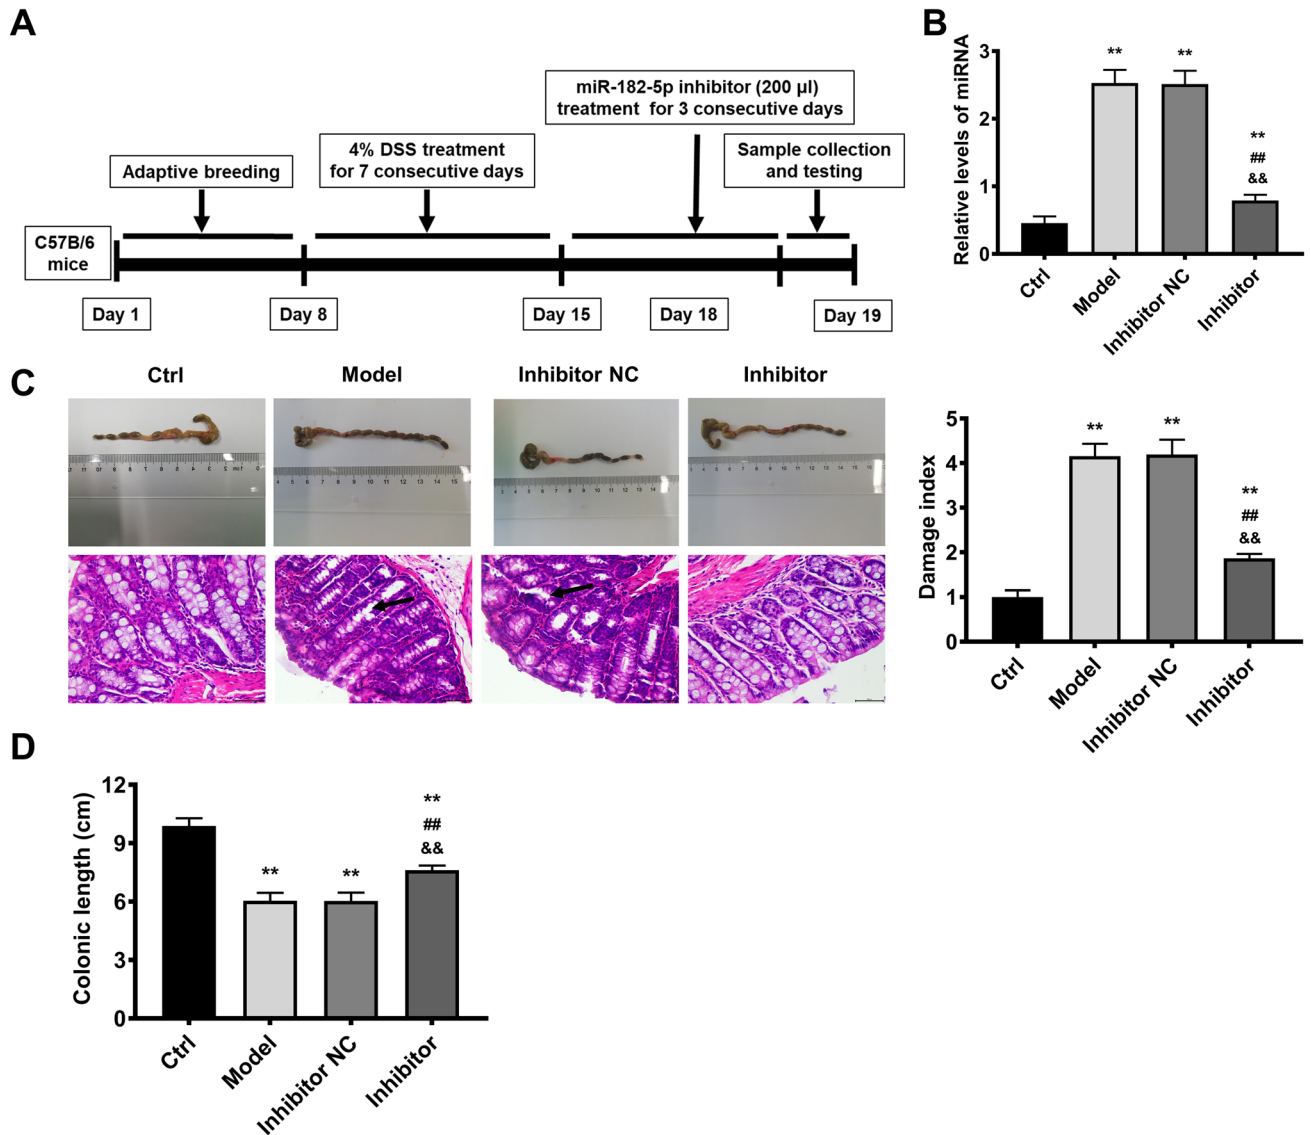 A
miR-182-5p inhibitor (200 μl)
treatment for 3 consecutive days
4% DSS treatment
for 7 consecutive days
Sample collection
and testing
Adaptive breeding
C57B/6
mice
Day 1
Day 8
Day 15
Day 18
Day 19
B
Relative levels of miRNA
3
2
1
0
**
**
**
##
&&
Ctrl
Model
Inhibitor NC
Inhibitor
C
Ctrl
Model
Inhibitor NC
Inhibitor
Damage index
5
4
3
2
1
0
**
**
**
##
&&
Ctrl
Model
Inhibitor NC
Inhibitor
D
Colonic length (cm)
12
9
6
3
0
**
**
**
##
&&
Ctrl
Model
Inhibitor NC
Inhibitor